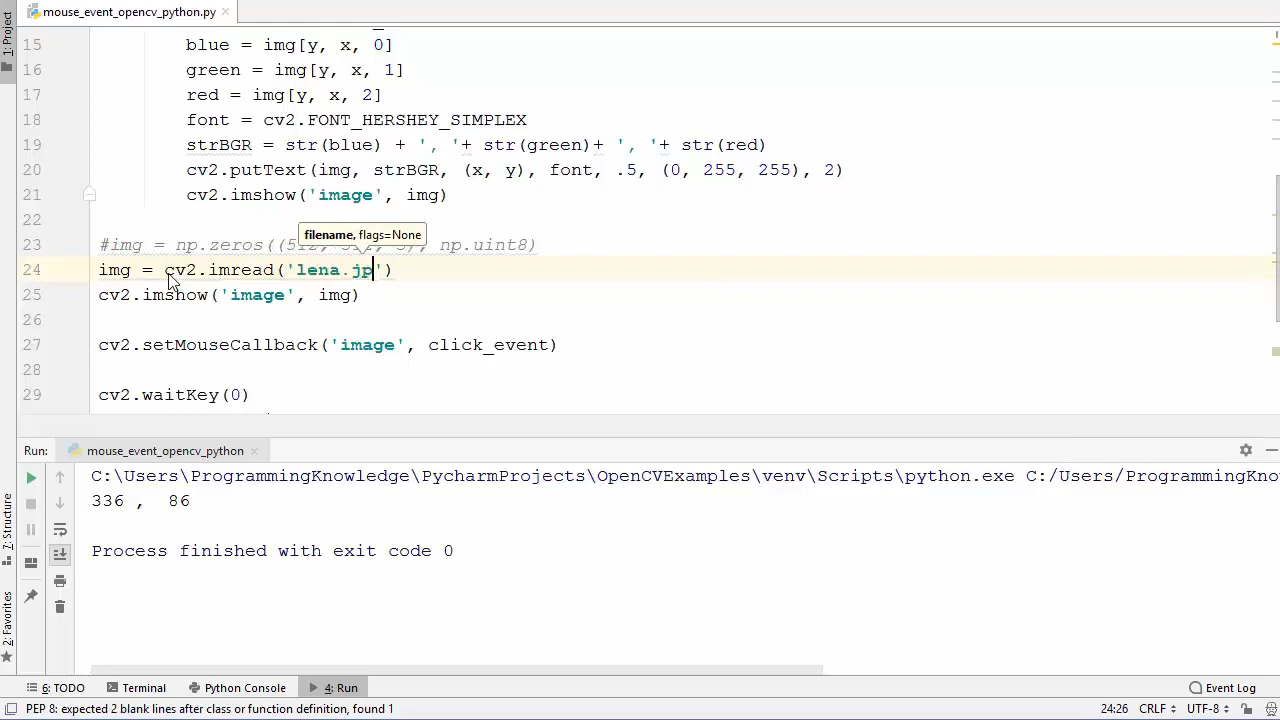 mouse_event_opencv_python.py
1: Project
15 blue = img[y, x, 0]
16 green = img[y, x, 1]
17 red = img[y, x, 2]
18 font = cv2.FONT_HERSHEY_SIMPLEX
19 strBGR = str(blue) + ', '+ str(green)+ ', '+ str(red)
20 cv2.putText(img, strBGR, (x, y), font, .5, (0, 255, 255), 2)
21 cv2.imshow('image', img)
22
filename, flags=None
23 #img = np.zeros((512, 512, 3), np.uint8)
24 img = cv2.imread('lena.jp')
25 cv2.imshow('image', img)
26
27 cv2.setMouseCallback('image', click_event)
28
29 cv2.waitKey(0)
Run: mouse_event_opencv_python
C:\Users\ProgrammingKnowledge\PycharmProjects\OpenCVExamples\venv\Scripts\python.exe C:/Users/ProgrammingKno
336 ,  86
Process finished with exit code 0
7: Structure
2: Favorites
6: TODO Terminal Python Console 4: Run Event Log
PEP 8: expected 2 blank lines after class or function definition, found 1 24:26 CRLF UTF-8